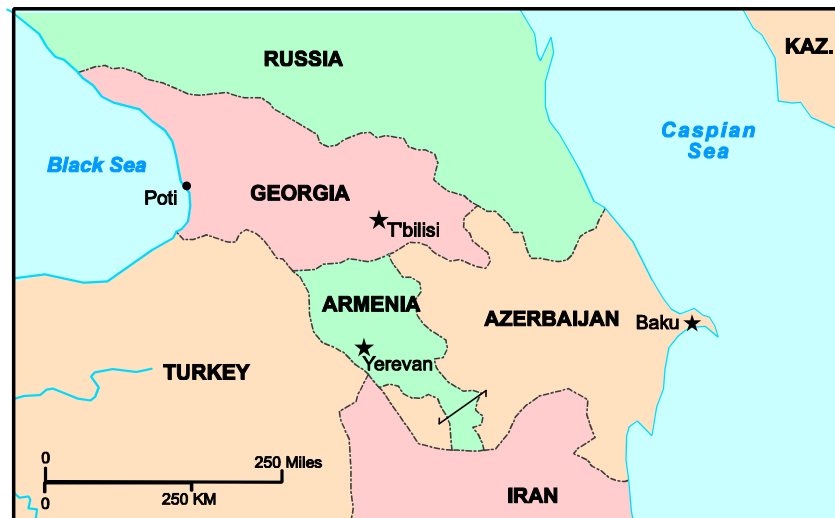 RUSSIA
KAZ.
Caspian
Sea
Black Sea
Poti
GEORGIA
T'bilisi
ARMENIA
AZERBAIJAN
Baku
Yerevan
TURKEY
0
250 Miles
0
250 KM
IRAN